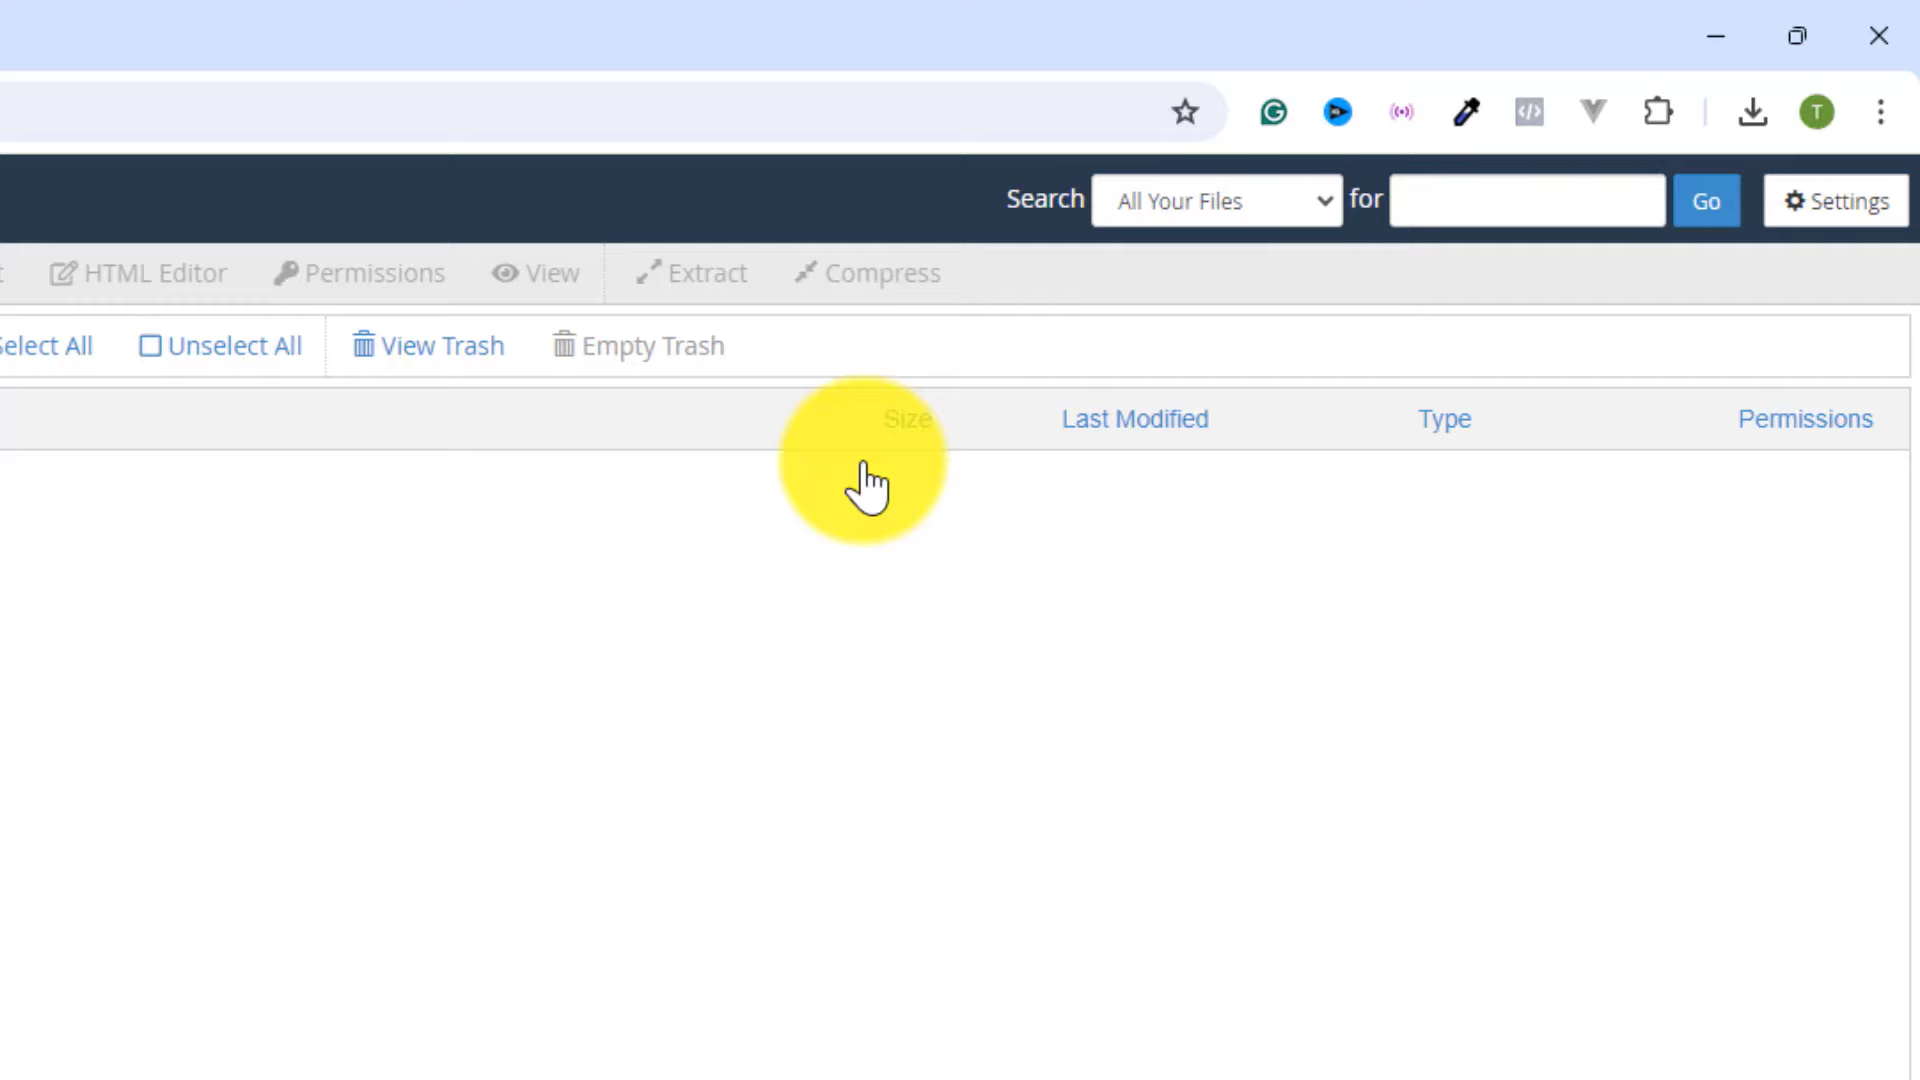 T
Search All Your Files for Go Settings
t HTML Editor Permissions View Extract Compress
Select All Unselect All View Trash Empty Trash
Size Last Modified Type Permissions